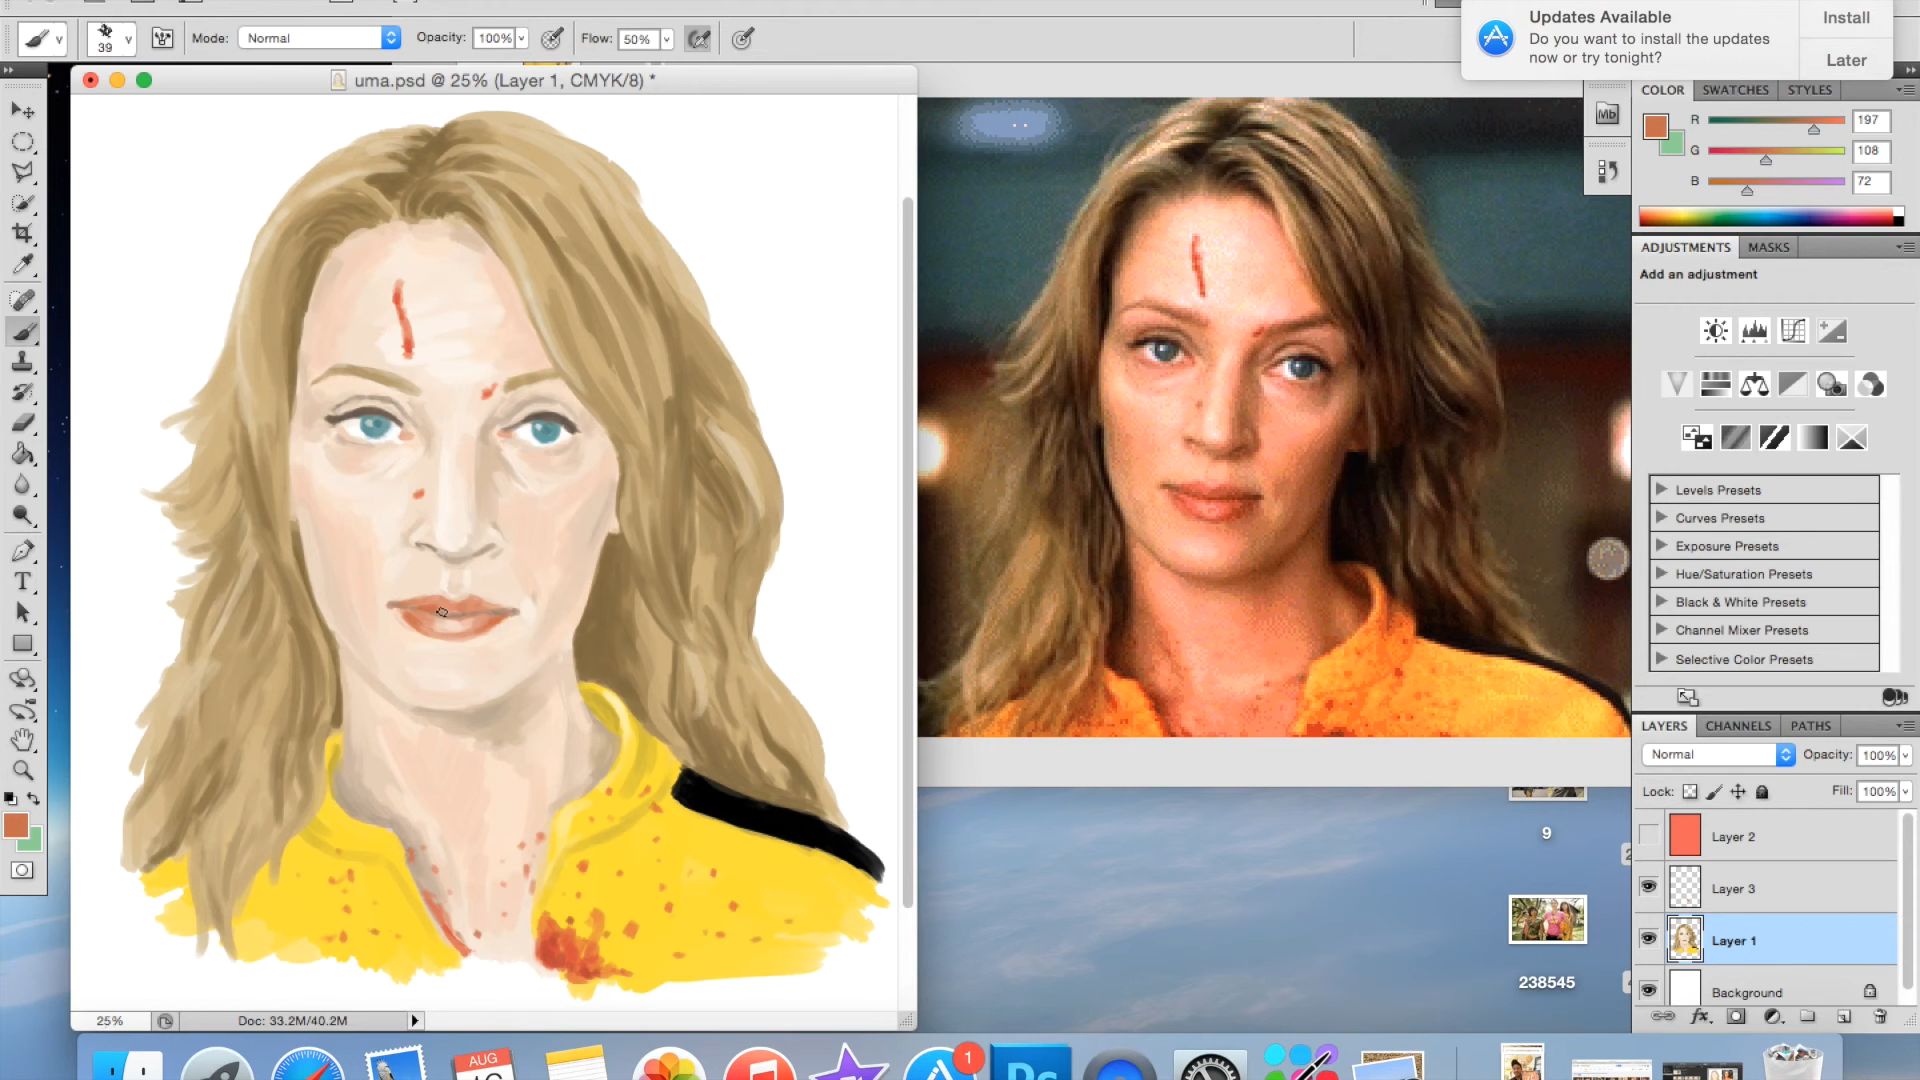 39
Mode:
Normal
Opacity:
100%
Flow:
50%
Updates Available
Do you want to install the updates
now or try tonight?
Install
Later
uma.psd @ 25% (Layer 1, CMYK/8) *
Mb
COLOR
SWATCHES
STYLES
R
197
G
108
B
72
ADJUSTMENTS
MASKS
Add an adjustment
Levels Presets
Curves Presets
Exposure Presets
Hue/Saturation Presets
Black & White Presets
Channel Mixer Presets
Selective Color Presets
LAYERS
CHANNELS
PATHS
Normal
Opacity:
100%
Lock:
Fill:
100%
Layer 2
Layer 3
Layer 1
Background
fx
T
9
238545
25%
Doc: 33.2M/40.2M
AUG
1